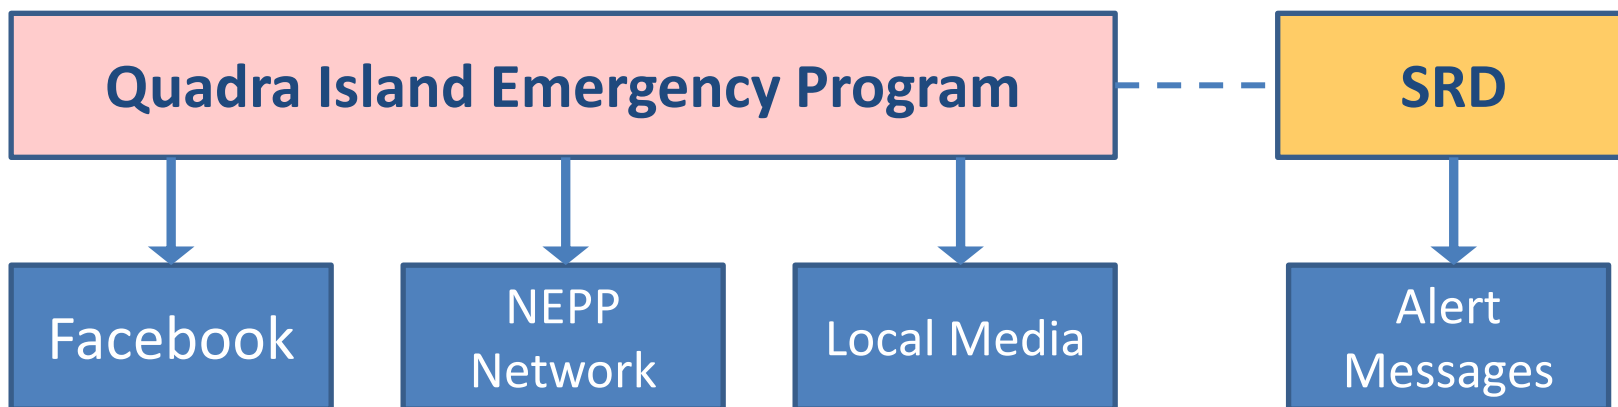 Quadra Island Emergency Program
SRD
Facebook
NEPP
Network
Local Media
Alert
Messages